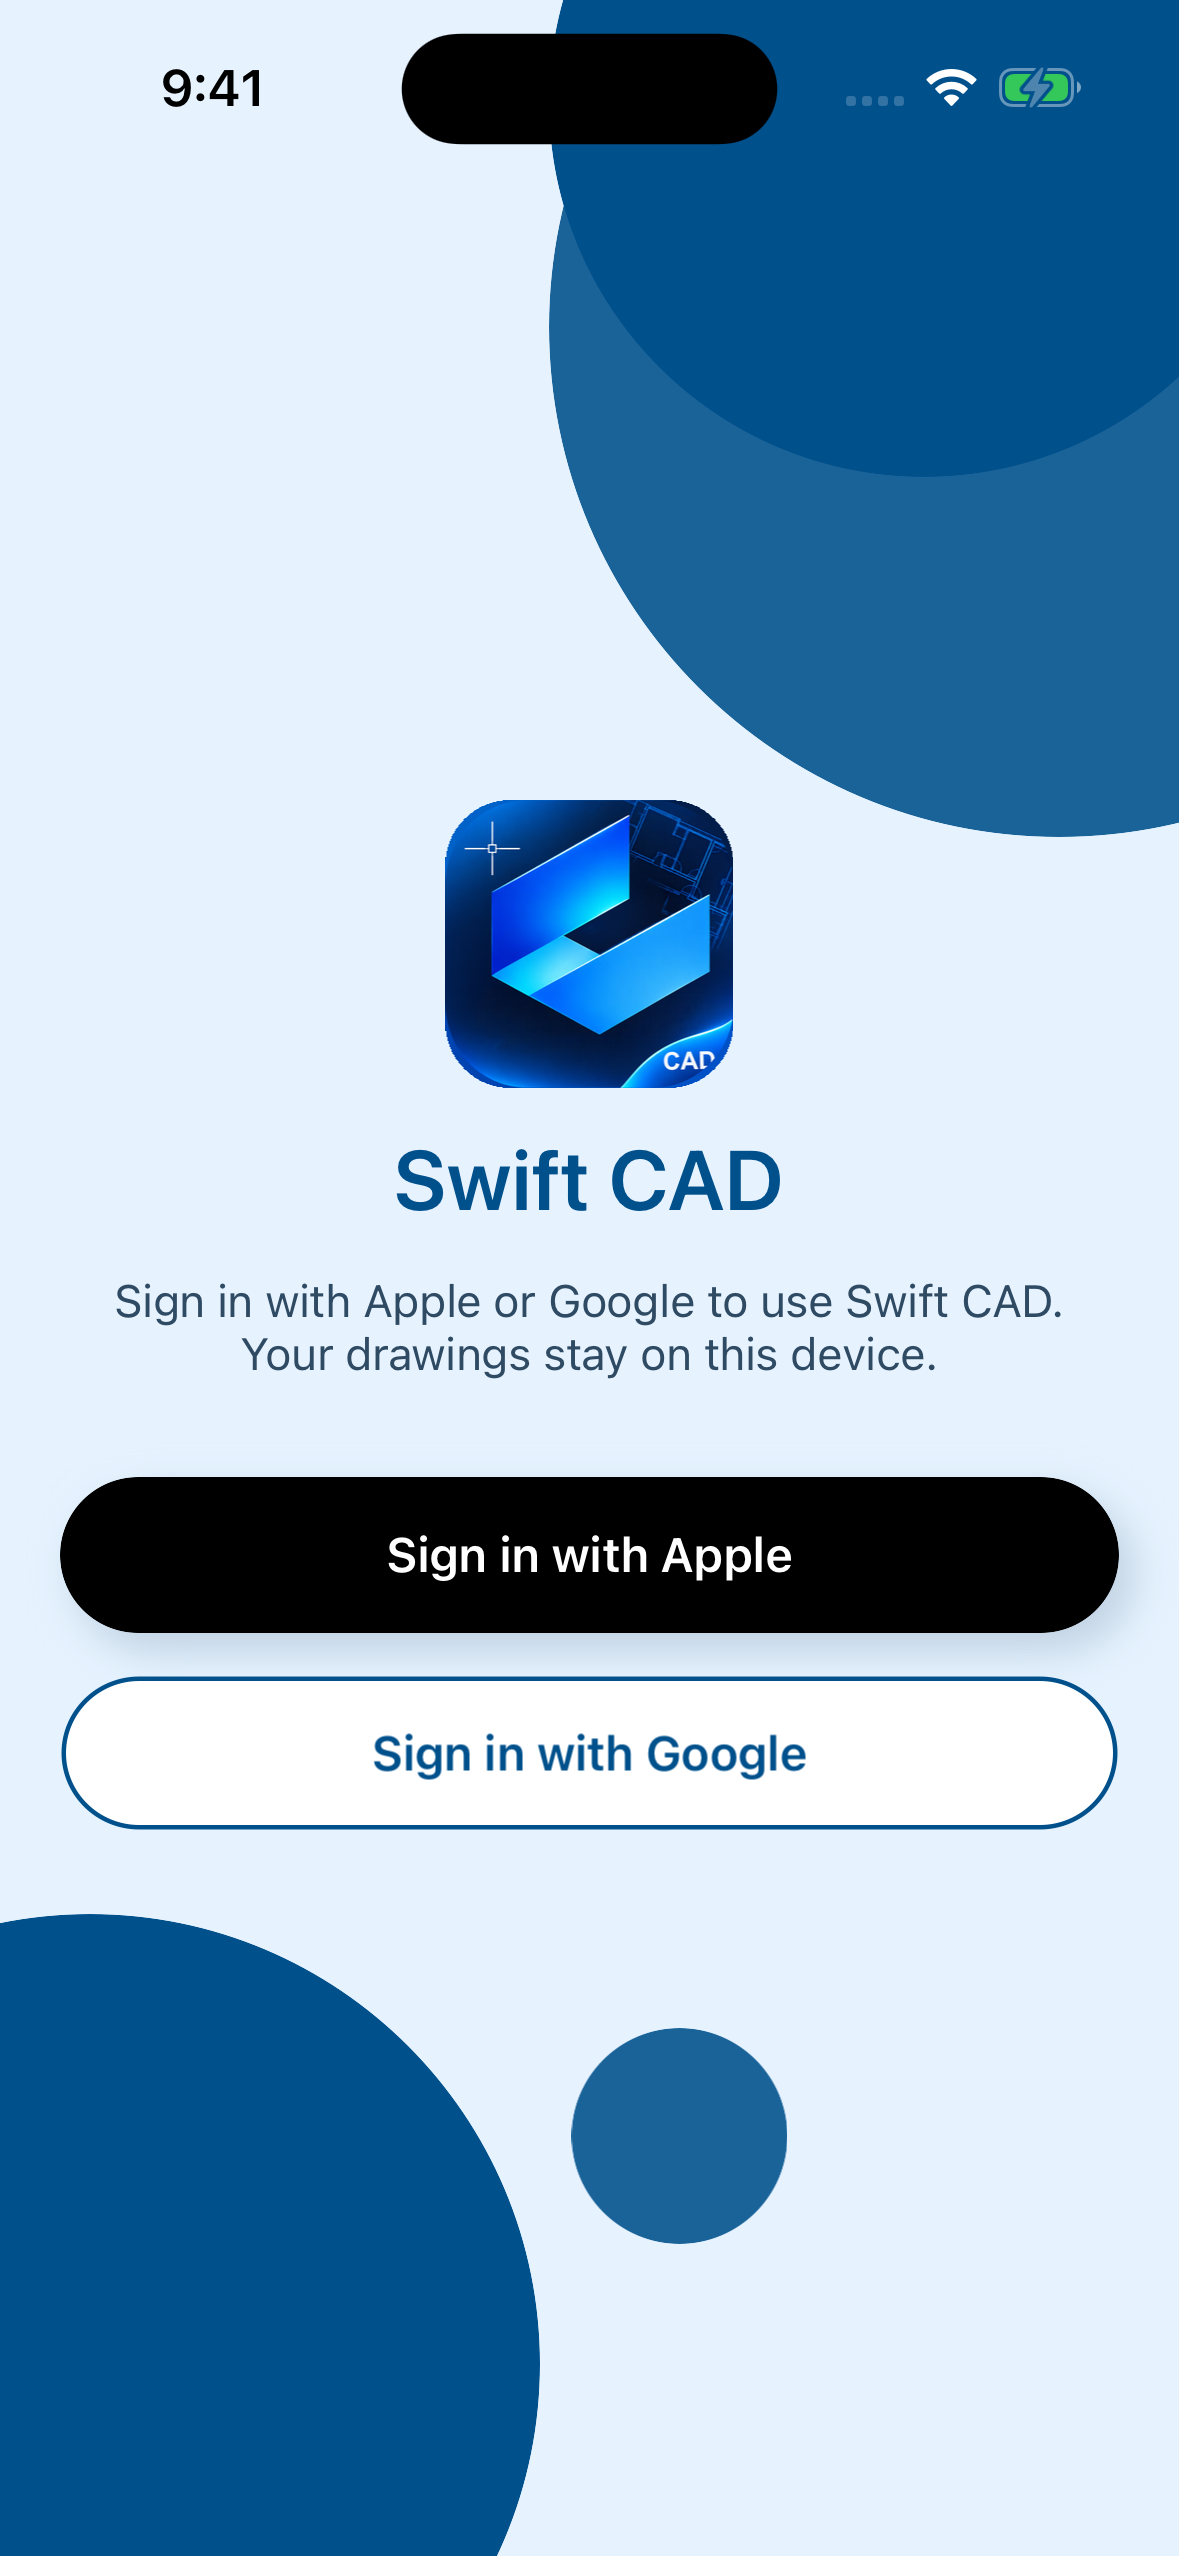 9:41
CAD
Swift CAD
Sign in with Apple or Google to use Swift CAD.
Your drawings stay on this device.
Sign in with Apple
Sign in with Google